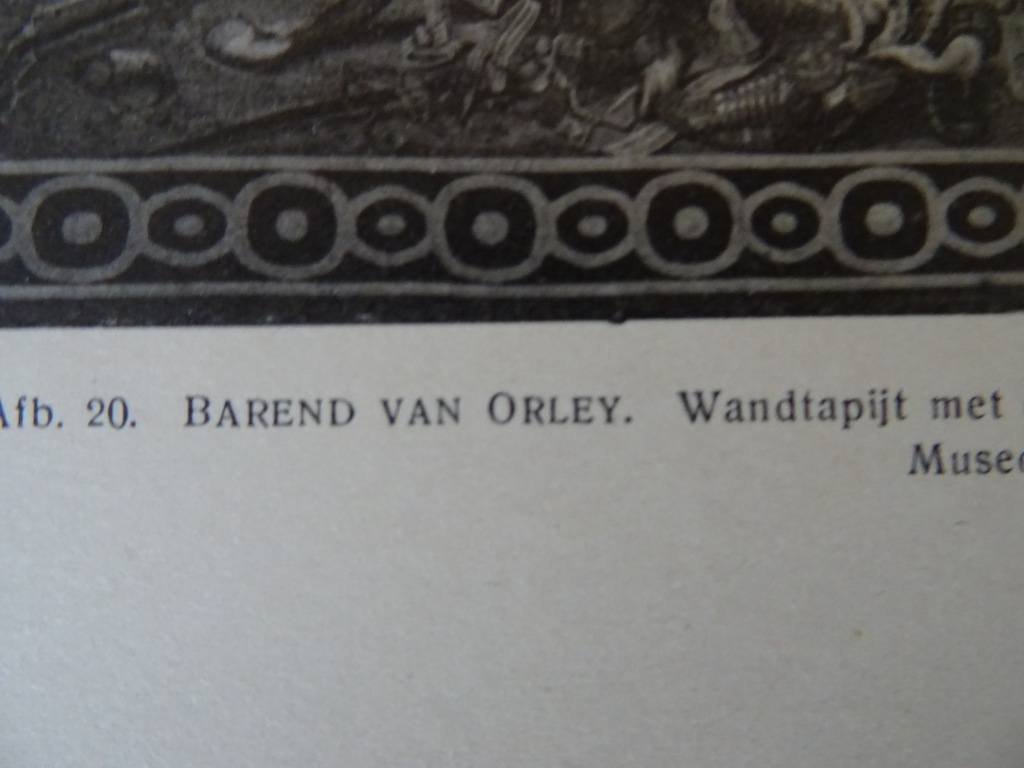 Afb. 20. BAREND VAN ORLEY. Wandtapijt met